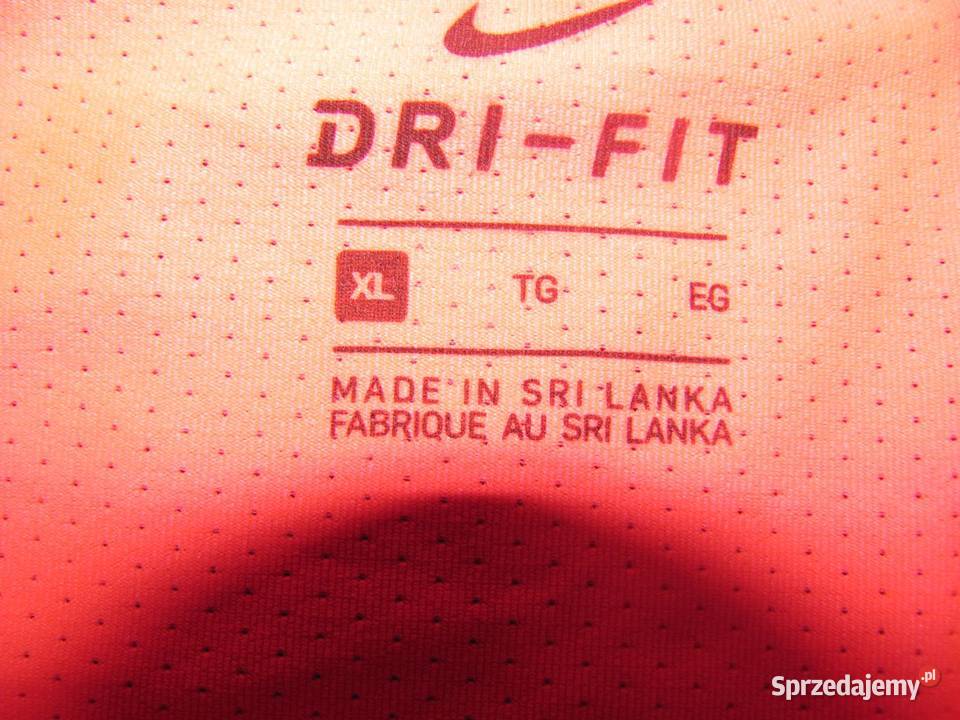 DRI-FIT
XL TG EG
MADE IN SRI LANKA
FABRIQUE AU SRI LANKA
Sprzedajemy.pl